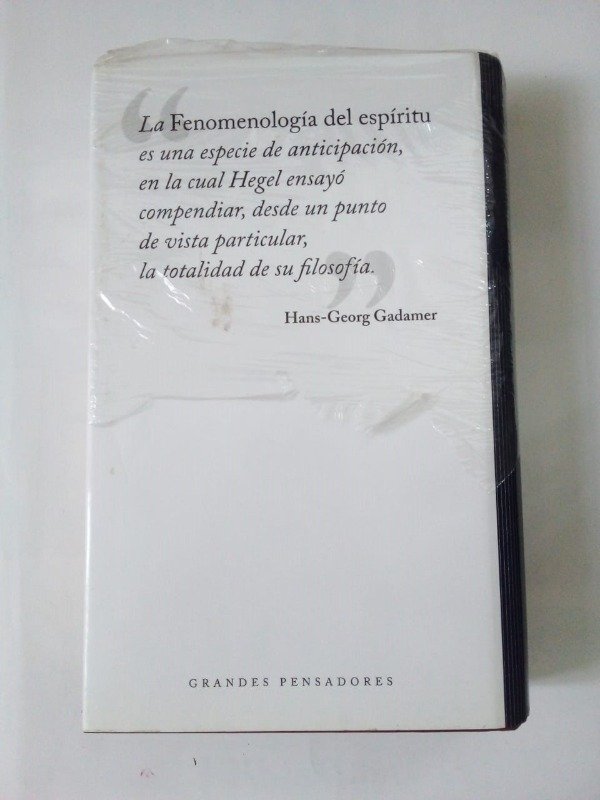 “
La Fenomenología del espíritu
es una especie de anticipación,
en la cual Hegel ensayó
compendiar, desde un punto
de vista particular,
la totalidad de su filosofía.
”
Hans-Georg Gadamer
GRANDES PENSADORES